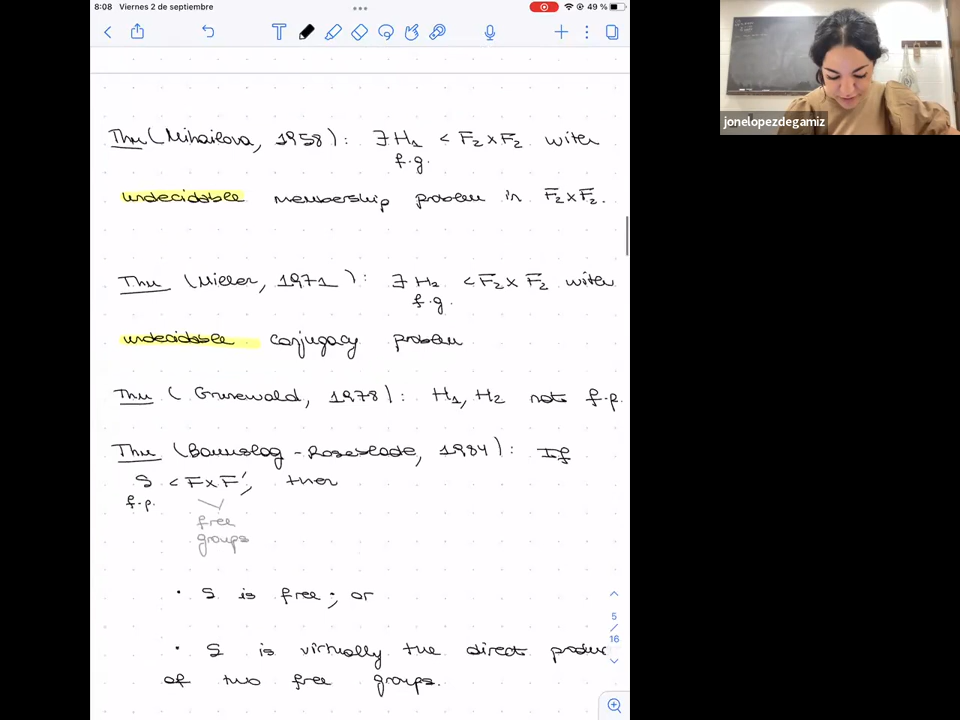 8:08 Viernes 2 de septiembre
49 %
jonelopezdegamiz
Thm (Mihailova, 1958): ∃ H₁ < F₂ x F₂ with
f.g.
undecidable membership problem in F₂ x F₂.
Thm (Miller, 1971): ∃ H₂ < F₂ x F₂ with
f.g.
undecidable conjugacy problem
Thm (Grunewald, 1978): H₁, H₂ not f.p.
Thm (Baumslag - Roseblade, 1984): If
S < F x F', then
f.p.
free
groups
• S is free; or
5
/
16
• S is virtually the direct produc
of two free groups.